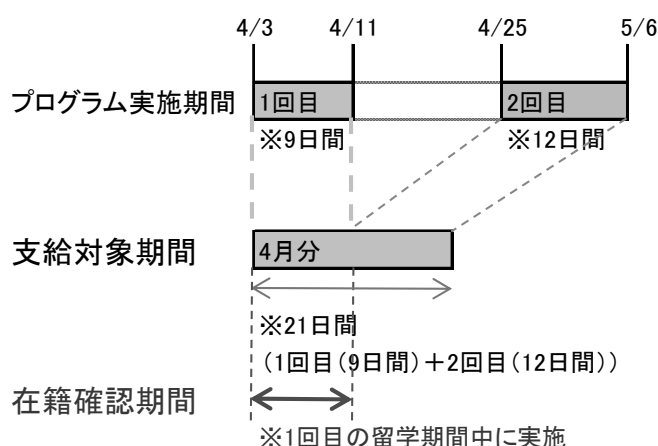 4/3 4/11 4/25 5/6
プログラム実施期間 1回目 2回目
※9日間 ※12日間
支給対象期間 4月分
※21日間
(1回目(9日間)+2回目(12日間))
在籍確認期間
※1回目の留学期間中に実施